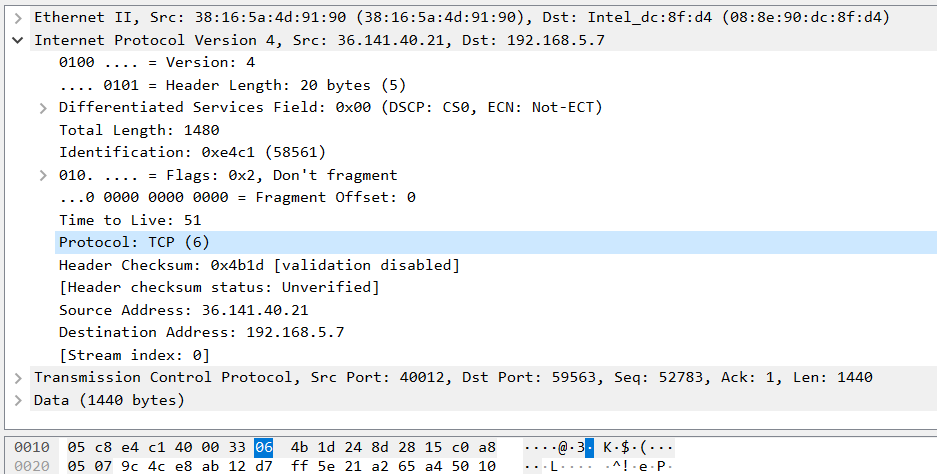 Ethernet II, Src: 38:16:5a:4d:91:90 (38:16:5a:4d:91:90), Dst: Intel_dc:8f:d4 (08:8e:90:dc:8f:d4)
Internet Protocol Version 4, Src: 36.141.40.21, Dst: 192.168.5.7
0100 .... = Version: 4
.... 0101 = Header Length: 20 bytes (5)
Differentiated Services Field: 0x00 (DSCP: CS0, ECN: Not-ECT)
Total Length: 1480
Identification: 0xe4c1 (58561)
010. .... = Flags: 0x2, Don't fragment
...0 0000 0000 0000 = Fragment Offset: 0
Time to Live: 51
Protocol: TCP (6)
Header Checksum: 0x4b1d [validation disabled]
[Header checksum status: Unverified]
Source Address: 36.141.40.21
Destination Address: 192.168.5.7
[Stream index: 0]
Transmission Control Protocol, Src Port: 40012, Dst Port: 59563, Seq: 52783, Ack: 1, Len: 1440
Data (1440 bytes)
0010 05 c8 e4 c1 40 00 33 06 4b 1d 24 8d 28 15 c0 a8 ····@·3· K·$·(···
0020 05 07 9c 4c e8 ab 12 d7 ff 5e 21 a2 65 a4 50 10 ···L···· ·^!·e·P·